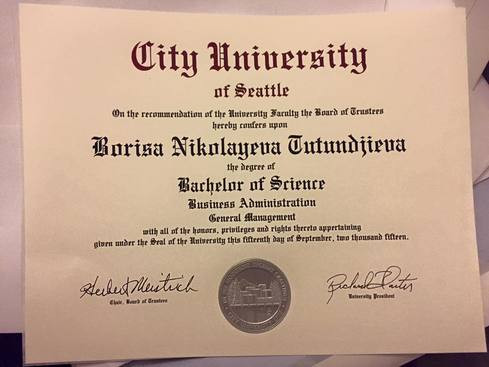 City University
of Seattle
On the recommendation of the University Faculty the Board of Trustees
hereby confers upon
Borisa Nikolayeva Tutundjieva
the degree of
Bachelor of Science
Business Administration
General Management
with all of the honors, privileges and rights thereto appertaining
given under the Seal of the University this fifteenth day of September, two thousand fifteen.
Chair, Board of Trustees
University President